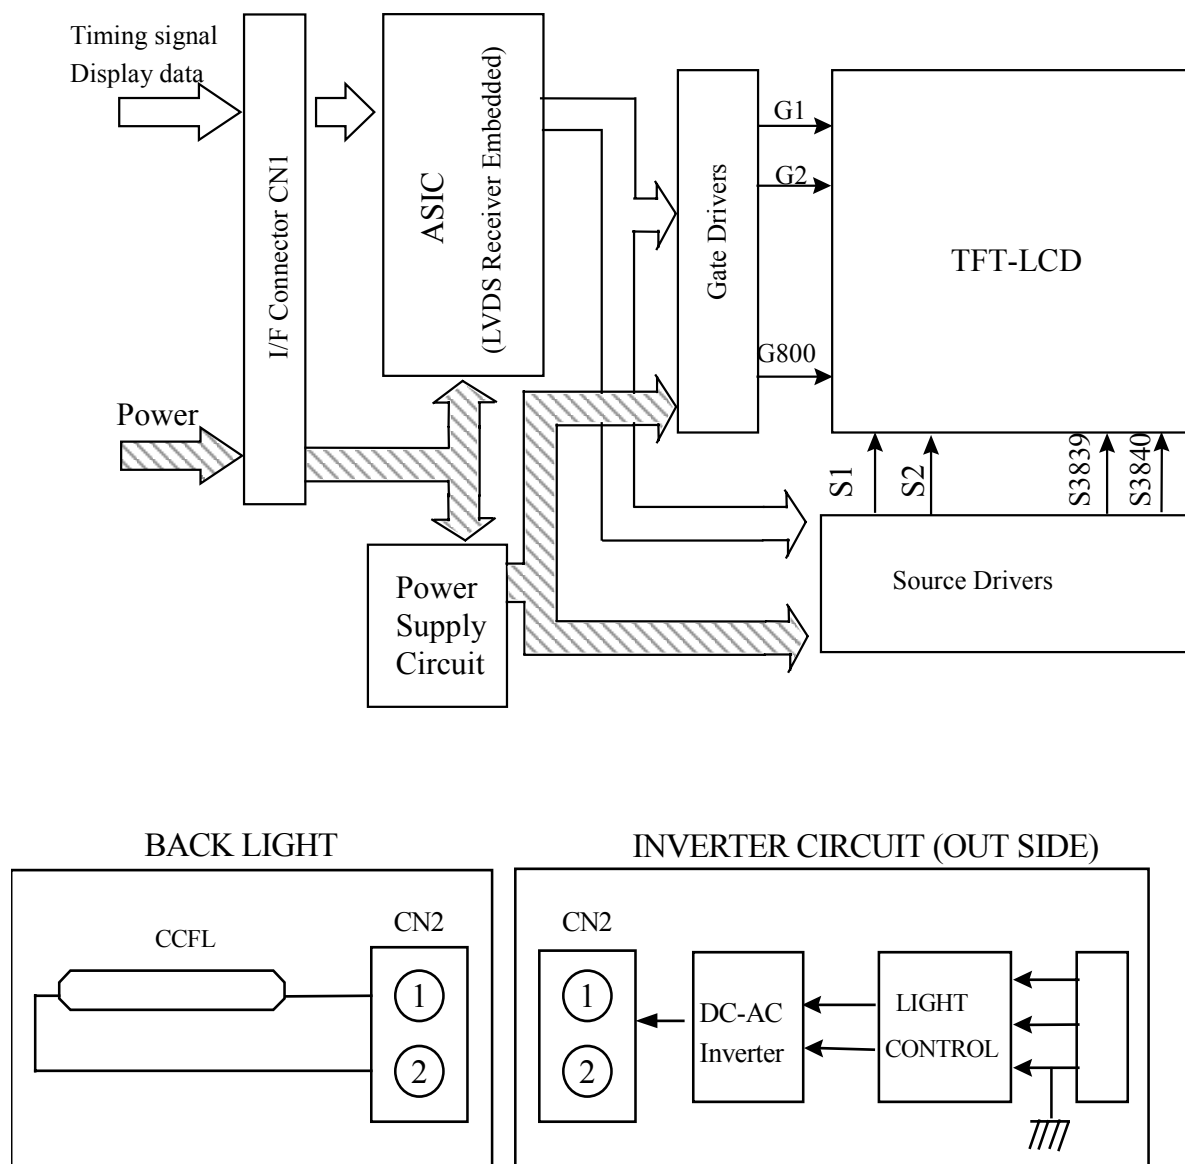 Timing signal
Display data
Power
I/F Connector CN1
ASIC
(LVDS Receiver Embedded)
Power
Supply
Circuit
Gate Drivers
G1
G2
G800
TFT-LCD
S1
S2
S3839
S3840
Source Drivers
BACK LIGHT
CCFL
CN2
1
2
INVERTER CIRCUIT (OUT SIDE)
CN2
1
2
DC-AC
Inverter
LIGHT
CONTROL